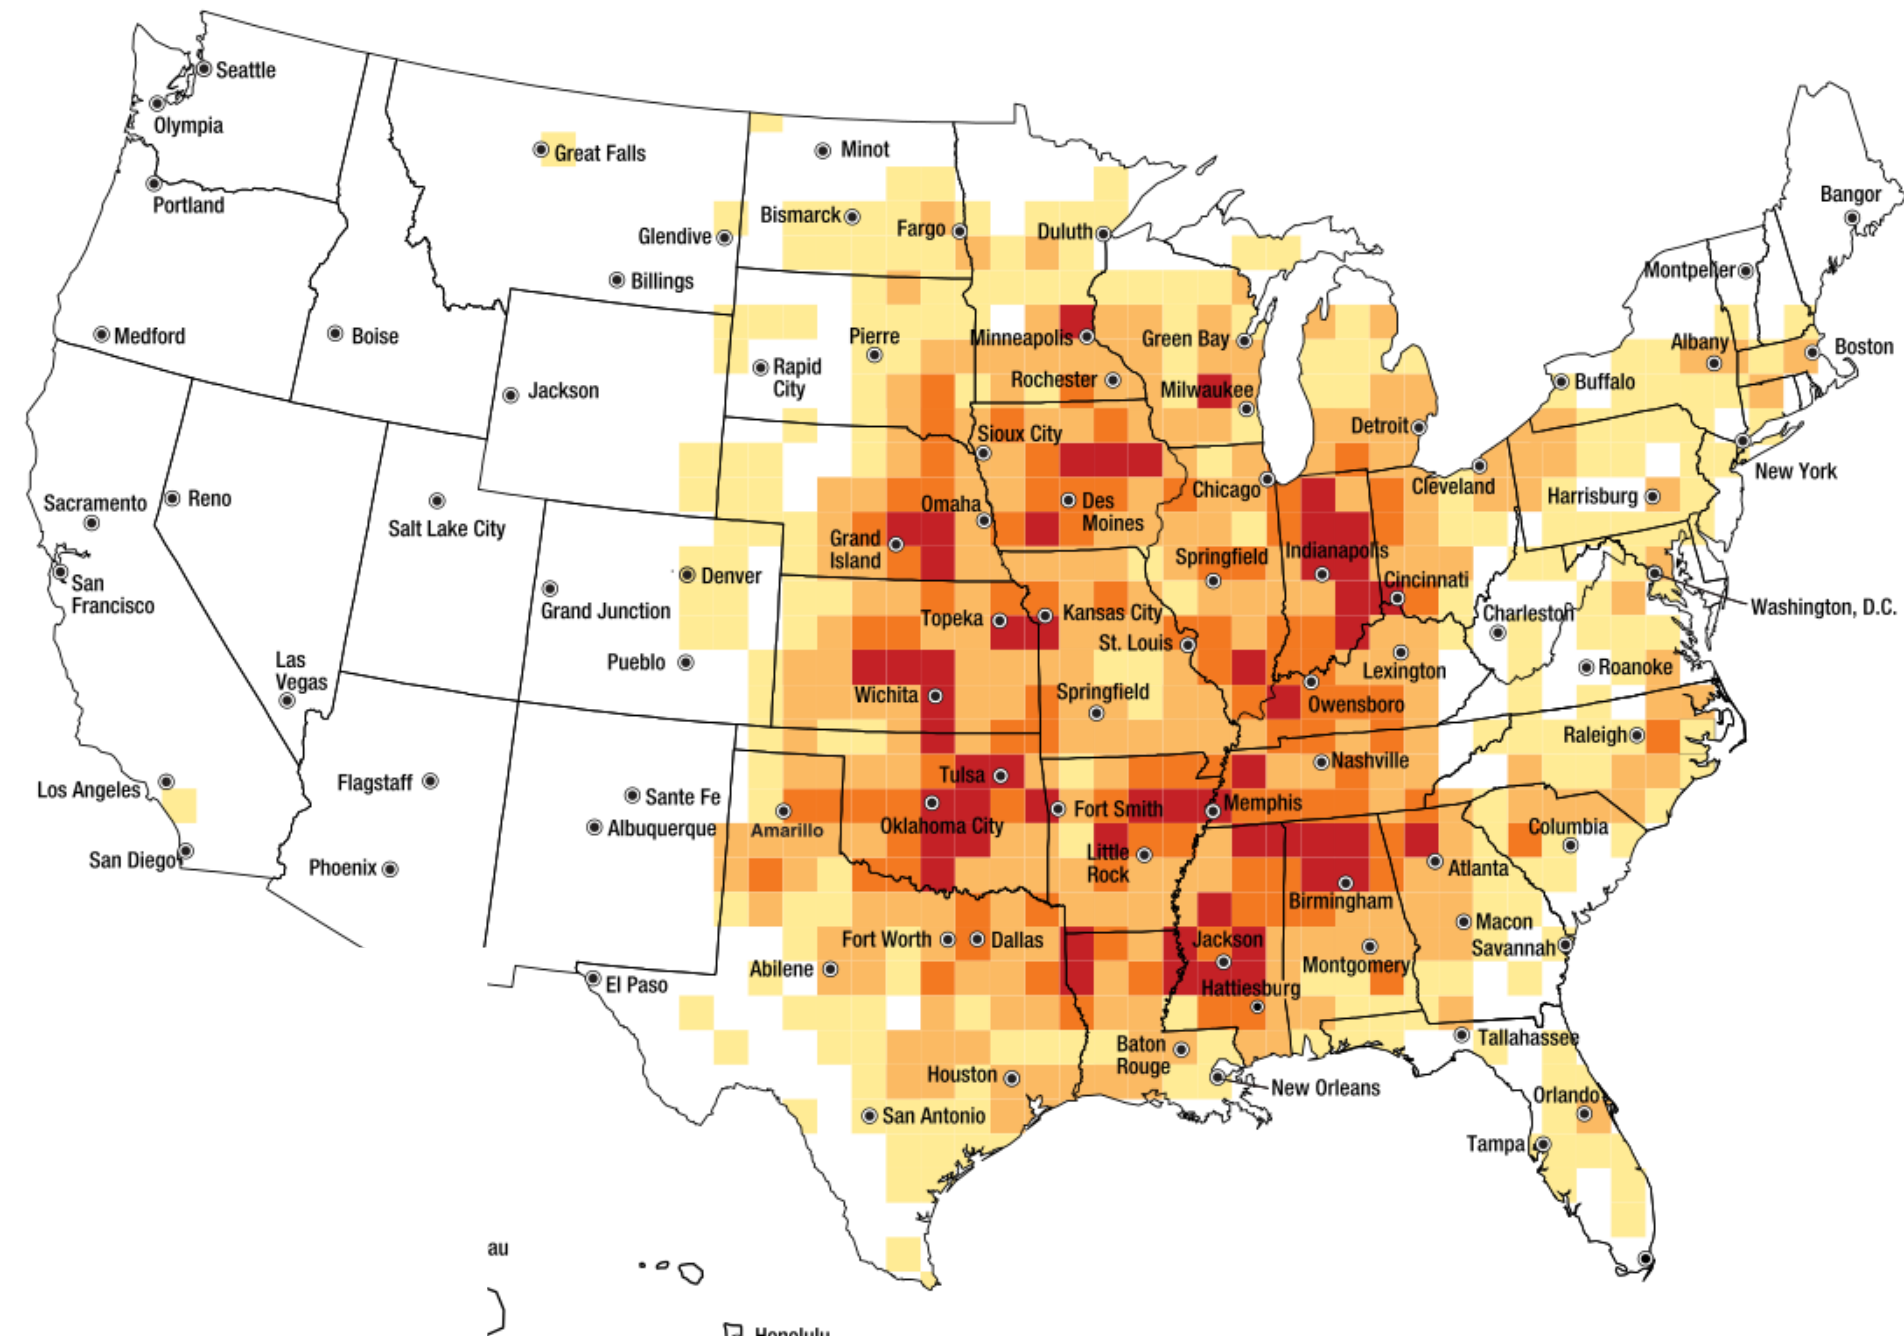 Seattle
Olympia
Great Falls
Minot
Portland
Bangor
Bismarck
Fargo
Duluth
Glendive
Billings
Montpelier
Medford
Boise
Pierre
Minneapolis
Green Bay
Albany
Boston
Rapid
City
Jackson
Rochester
Milwaukee
Buffalo
Detroit
Sioux City
New York
Sacramento
Reno
Salt Lake City
Omaha
Des
Moines
Chicago
Cleveland
Harrisburg
San
Francisco
Grand
Island
Springfield
Indianapolis
Denver
Cincinnati
Grand Junction
Topeka
Kansas City
Charleston
Washington, D.C.
St. Louis
Las
Vegas
Pueblo
Lexington
Roanoke
Wichita
Springfield
Owensboro
Raleigh
Los Angeles
Flagstaff
Sante Fe
Tulsa
Nashville
Albuquerque
Amarillo
Oklahoma City
Fort Smith
Memphis
Columbia
San Diego
Phoenix
Little
Rock
Atlanta
Birmingham
Macon
Fort Worth
Dallas
Jackson
Savannah
Abilene
Montgomery
El Paso
Hattiesburg
Baton
Rouge
Tallahassee
Houston
New Orleans
Orlando
San Antonio
Tampa
au
Honolulu